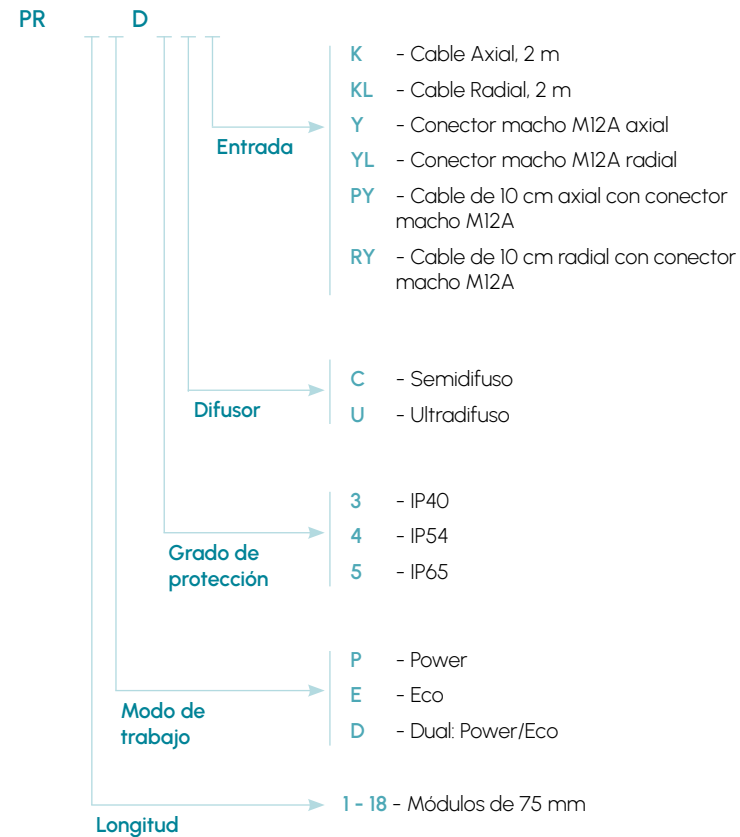 PR D
K - Cable Axial, 2 m
KL - Cable Radial, 2 m
Y - Conector macho M12A axial
Entrada
YL - Conector macho M12A radial
PY - Cable de 10 cm axial con conector
macho M12A
RY - Cable de 10 cm radial con conector
macho M12A
C - Semidifuso
Difusor
U - Ultradifuso
3 - IP40
4 - IP54
Grado de
protección
5 - IP65
P - Power
E - Eco
Modo de
trabajo
D - Dual: Power/Eco
1 - 18 - Módulos de 75 mm
Longitud